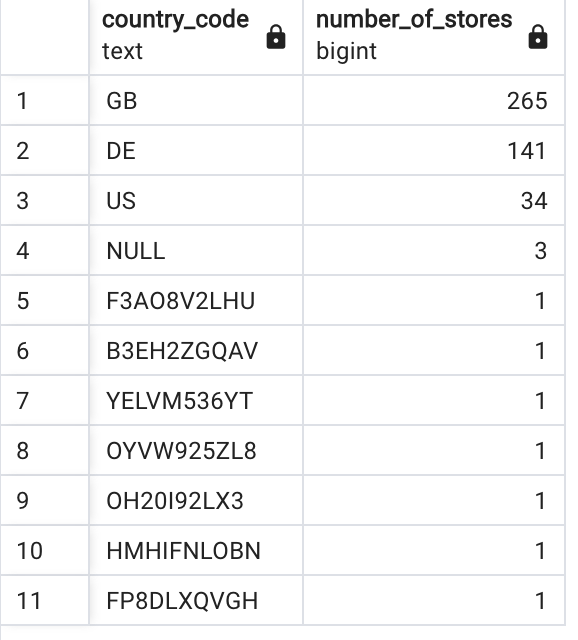 country_code number_of_stores
text bigint
1 GB 265
2 DE 141
3 US 34
4 NULL 3
5 F3AO8V2LHU 1
6 B3EH2ZGQAV 1
7 YELVM536YT 1
8 OYVW925ZL8 1
9 OH20I92LX3 1
10 HMHIFNLOBN 1
11 FP8DLXQVGH 1